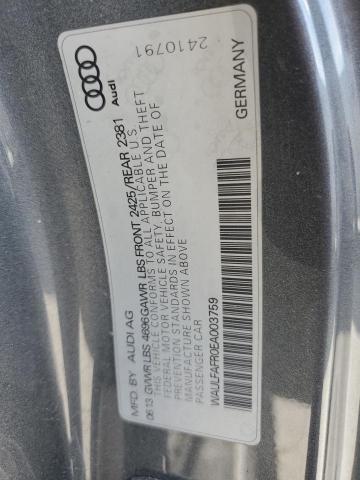 MFD BY AUDI AG
06 13 GVWR LBS 4696 GAWR LBS FRONT 2425/REAR 2381
THIS VEHICLE CONFORMS TO ALL APPLICABLE U S
FEDERAL MOTOR VEHICLE SAFETY, BUMPER AND THEFT
PREVENTION STANDARDS IN EFFECT ON THE DATE OF
MANUFACTURE SHOWN ABOVE
PASSENGER CAR
WAULFAFR0EA003759
GERMANY
Audi
2410791